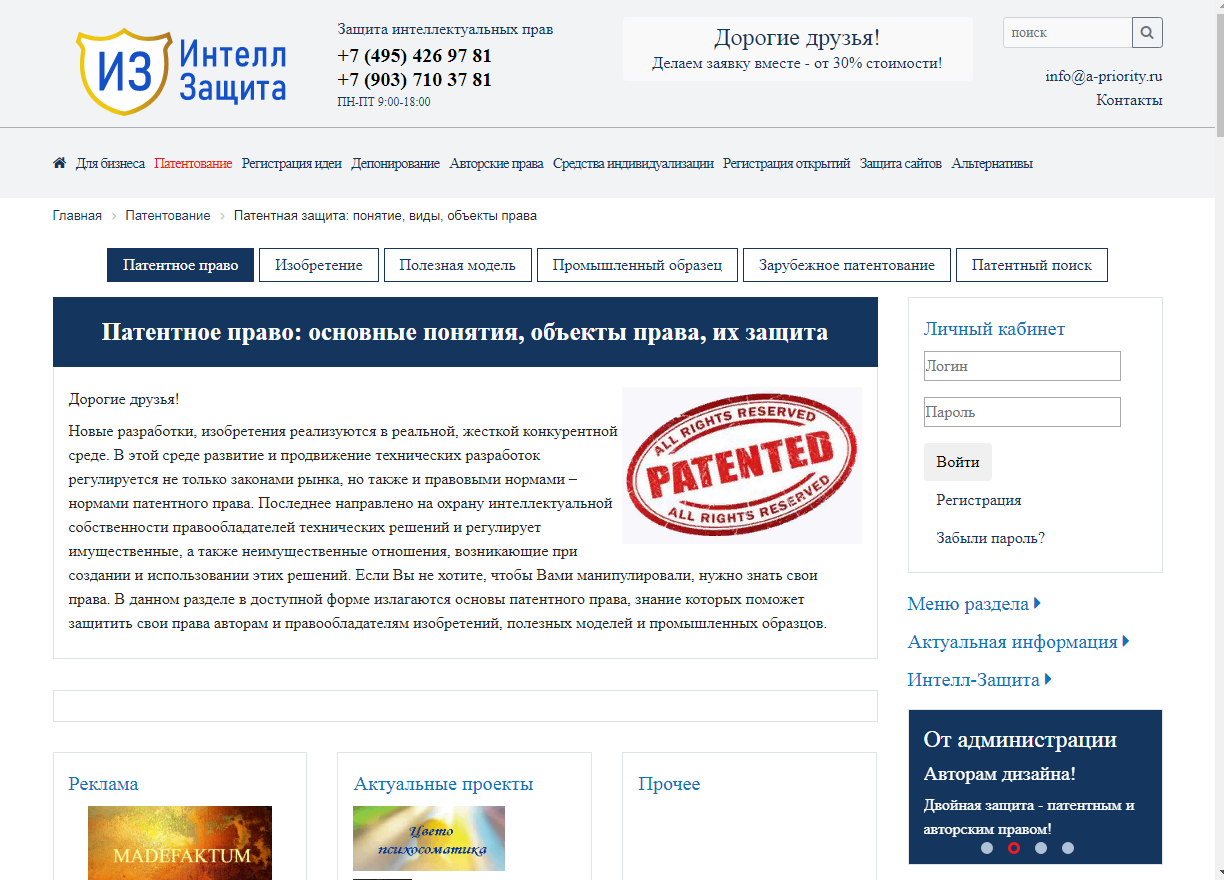 ИЗ
Интелл
Защита
Защита интеллектуальных прав
+7 (495) 426 97 81
+7 (903) 710 37 81
ПН-ПТ 9:00-18:00
Дорогие друзья!
Делаем заявку вместе - от 30% стоимости!
поиск
info@a-priority.ru
Контакты
Для бизнеса Патентование Регистрация идеи Депонирование Авторские права Средства индивидуализации Регистрация открытий Защита сайтов Альтернативы
Главная > Патентование > Патентная защита: понятие, виды, объекты права
Патентное право Изобретение Полезная модель Промышленный образец Зарубежное патентование Патентный поиск
Патентное право: основные понятия, объекты права, их защита
Дорогие друзья!
Новые разработки, изобретения реализуются в реальной, жесткой конкурентной
среде. В этой среде развитие и продвижение технических разработок
регулируется не только законами рынка, но также и правовыми нормами –
нормами патентного права. Последнее направлено на охрану интеллектуальной
собственности правообладателей технических решений и регулирует
имущественные, а также неимущественные отношения, возникающие при
создании и использовании этих решений. Если Вы не хотите, чтобы Вами манипулировали, нужно знать свои
права. В данном разделе в доступной форме излагаются основы патентного права, знание которых поможет
защитить свои права авторам и правообладателям изобретений, полезных моделей и промышленных образцов.
ALL RIGHTS RESERVED
PATENTED
ALL RIGHTS RESERVED
Личный кабинет
Логин
Пароль
Войти
Регистрация
Забыли пароль?
Меню раздела
Актуальная информация
Интелл-Защита
От администрации
Авторам дизайна!
Двойная защита - патентным и
авторским правом!
Реклама
MADEFAKTUM
Актуальные проекты
Цвето
психосоматика
Прочее